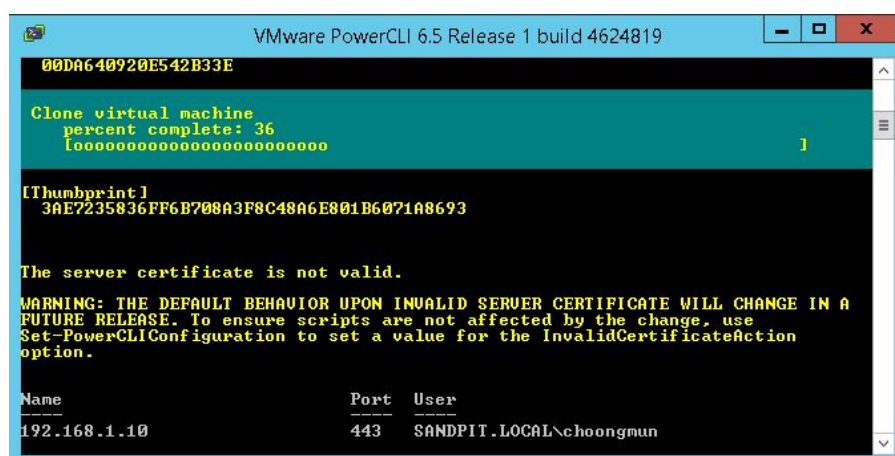 VMware PowerCLI 6.5 Release 1 build 4624819
00DA640920E542B33E
Clone virtual machine
percent complete: 36
[oooooooooooooooooooooooooo ]
[Thumbprint]
3AE7235836FF6B708A3F8C48A6E801B6071A8693
The server certificate is not valid.
WARNING: THE DEFAULT BEHAVIOR UPON INVALID SERVER CERTIFICATE WILL CHANGE IN A
FUTURE RELEASE. To ensure scripts are not affected by the change, use
Set-PowerCLIConfiguration to set a value for the InvalidCertificateAction
option.
Name Port User
---- ---- ----
192.168.1.10 443 SANDPIT.LOCAL\choongmun